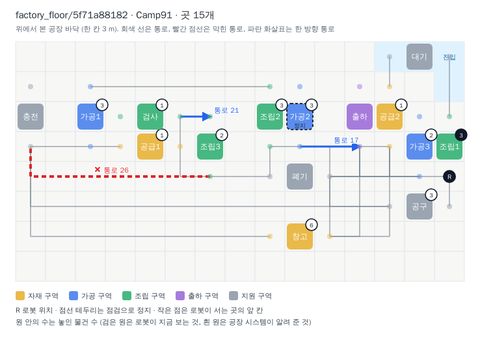 factory_floor/5f71a88182 · Camp91 · 곳 15개
위에서 본 공장 바닥 (한 칸 3 m). 회색 선은 통로, 빨간 점선은 막힌 통로, 파란 화살표는 한 방향 통로
대기
진입
충전
가공1
3
검사
1
통로 21
조립2
3
가공2
3
정지
출하
공급2
1
공급1
1
조립3
2
통로 17
가공3
2
조립1
3
✕ 통로 26
폐기
R
공구
3
창고
6
자재 구역
가공 구역
조립 구역
출하 구역
지원 구역
R 로봇 위치 · 점선 테두리는 점검으로 정지 · 작은 점은 로봇이 서는 곳의 앞 칸
원 안의 수는 놓인 물건 수 (검은 원은 로봇이 지금 보는 것, 흰 원은 공장 시스템이 알려 준 것)